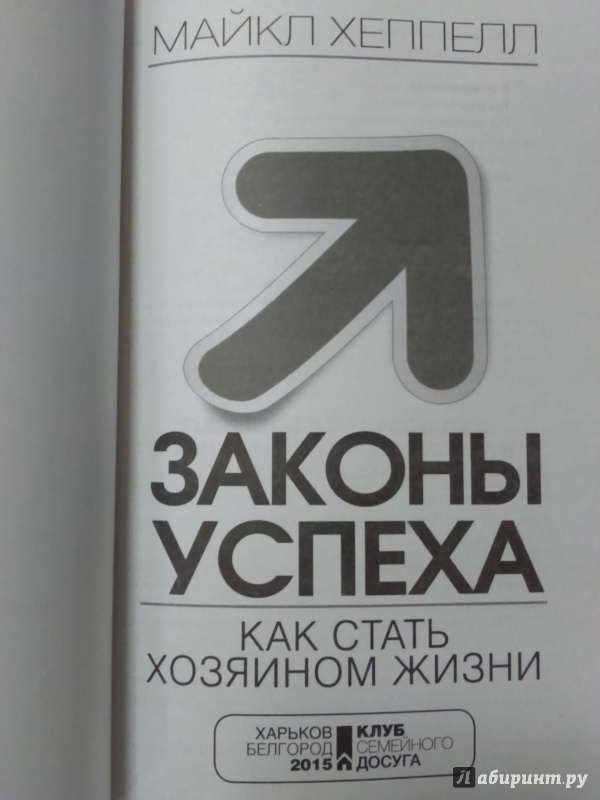 МАЙКЛ ХЕППЕЛЛ
ЗАКОНЫ
УСПЕХА
КАК СТАТЬ
ХОЗЯИНОМ ЖИЗНИ
ХАРЬКОВ
БЕЛГОРОД
2015
КЛУБ
СЕМЕЙНОГО
ДОСУГА
Лабиринт.ру